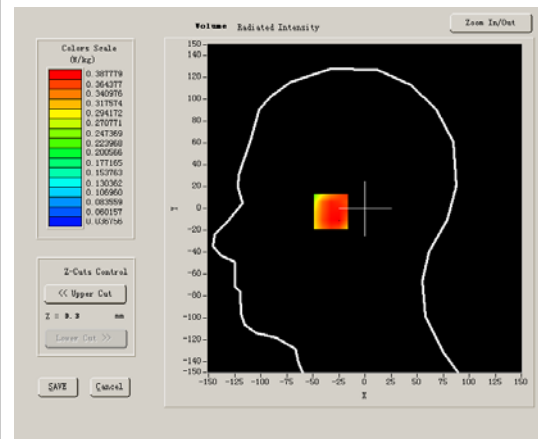 Volume Radiated Intensity
Zoom In/Out
Colors Scale
(W/kg)
0.387779
0.364377
0.340976
0.317574
0.294172
0.270771
0.247369
0.223968
0.200566
0.177165
0.153763
0.130362
0.106960
0.083559
0.060157
0.036756
Z-Cuts Control
<< Upper Cut
Z = mm
Lower Cut >>
SAVE Cancel
150
140
120
100
80
60
40
20
0
-20
-40
-60
-80
-100
-120
-140
-150
Y
-150 -125 -100 -75 -50 -25 0 25 50 75 100 125 150
X